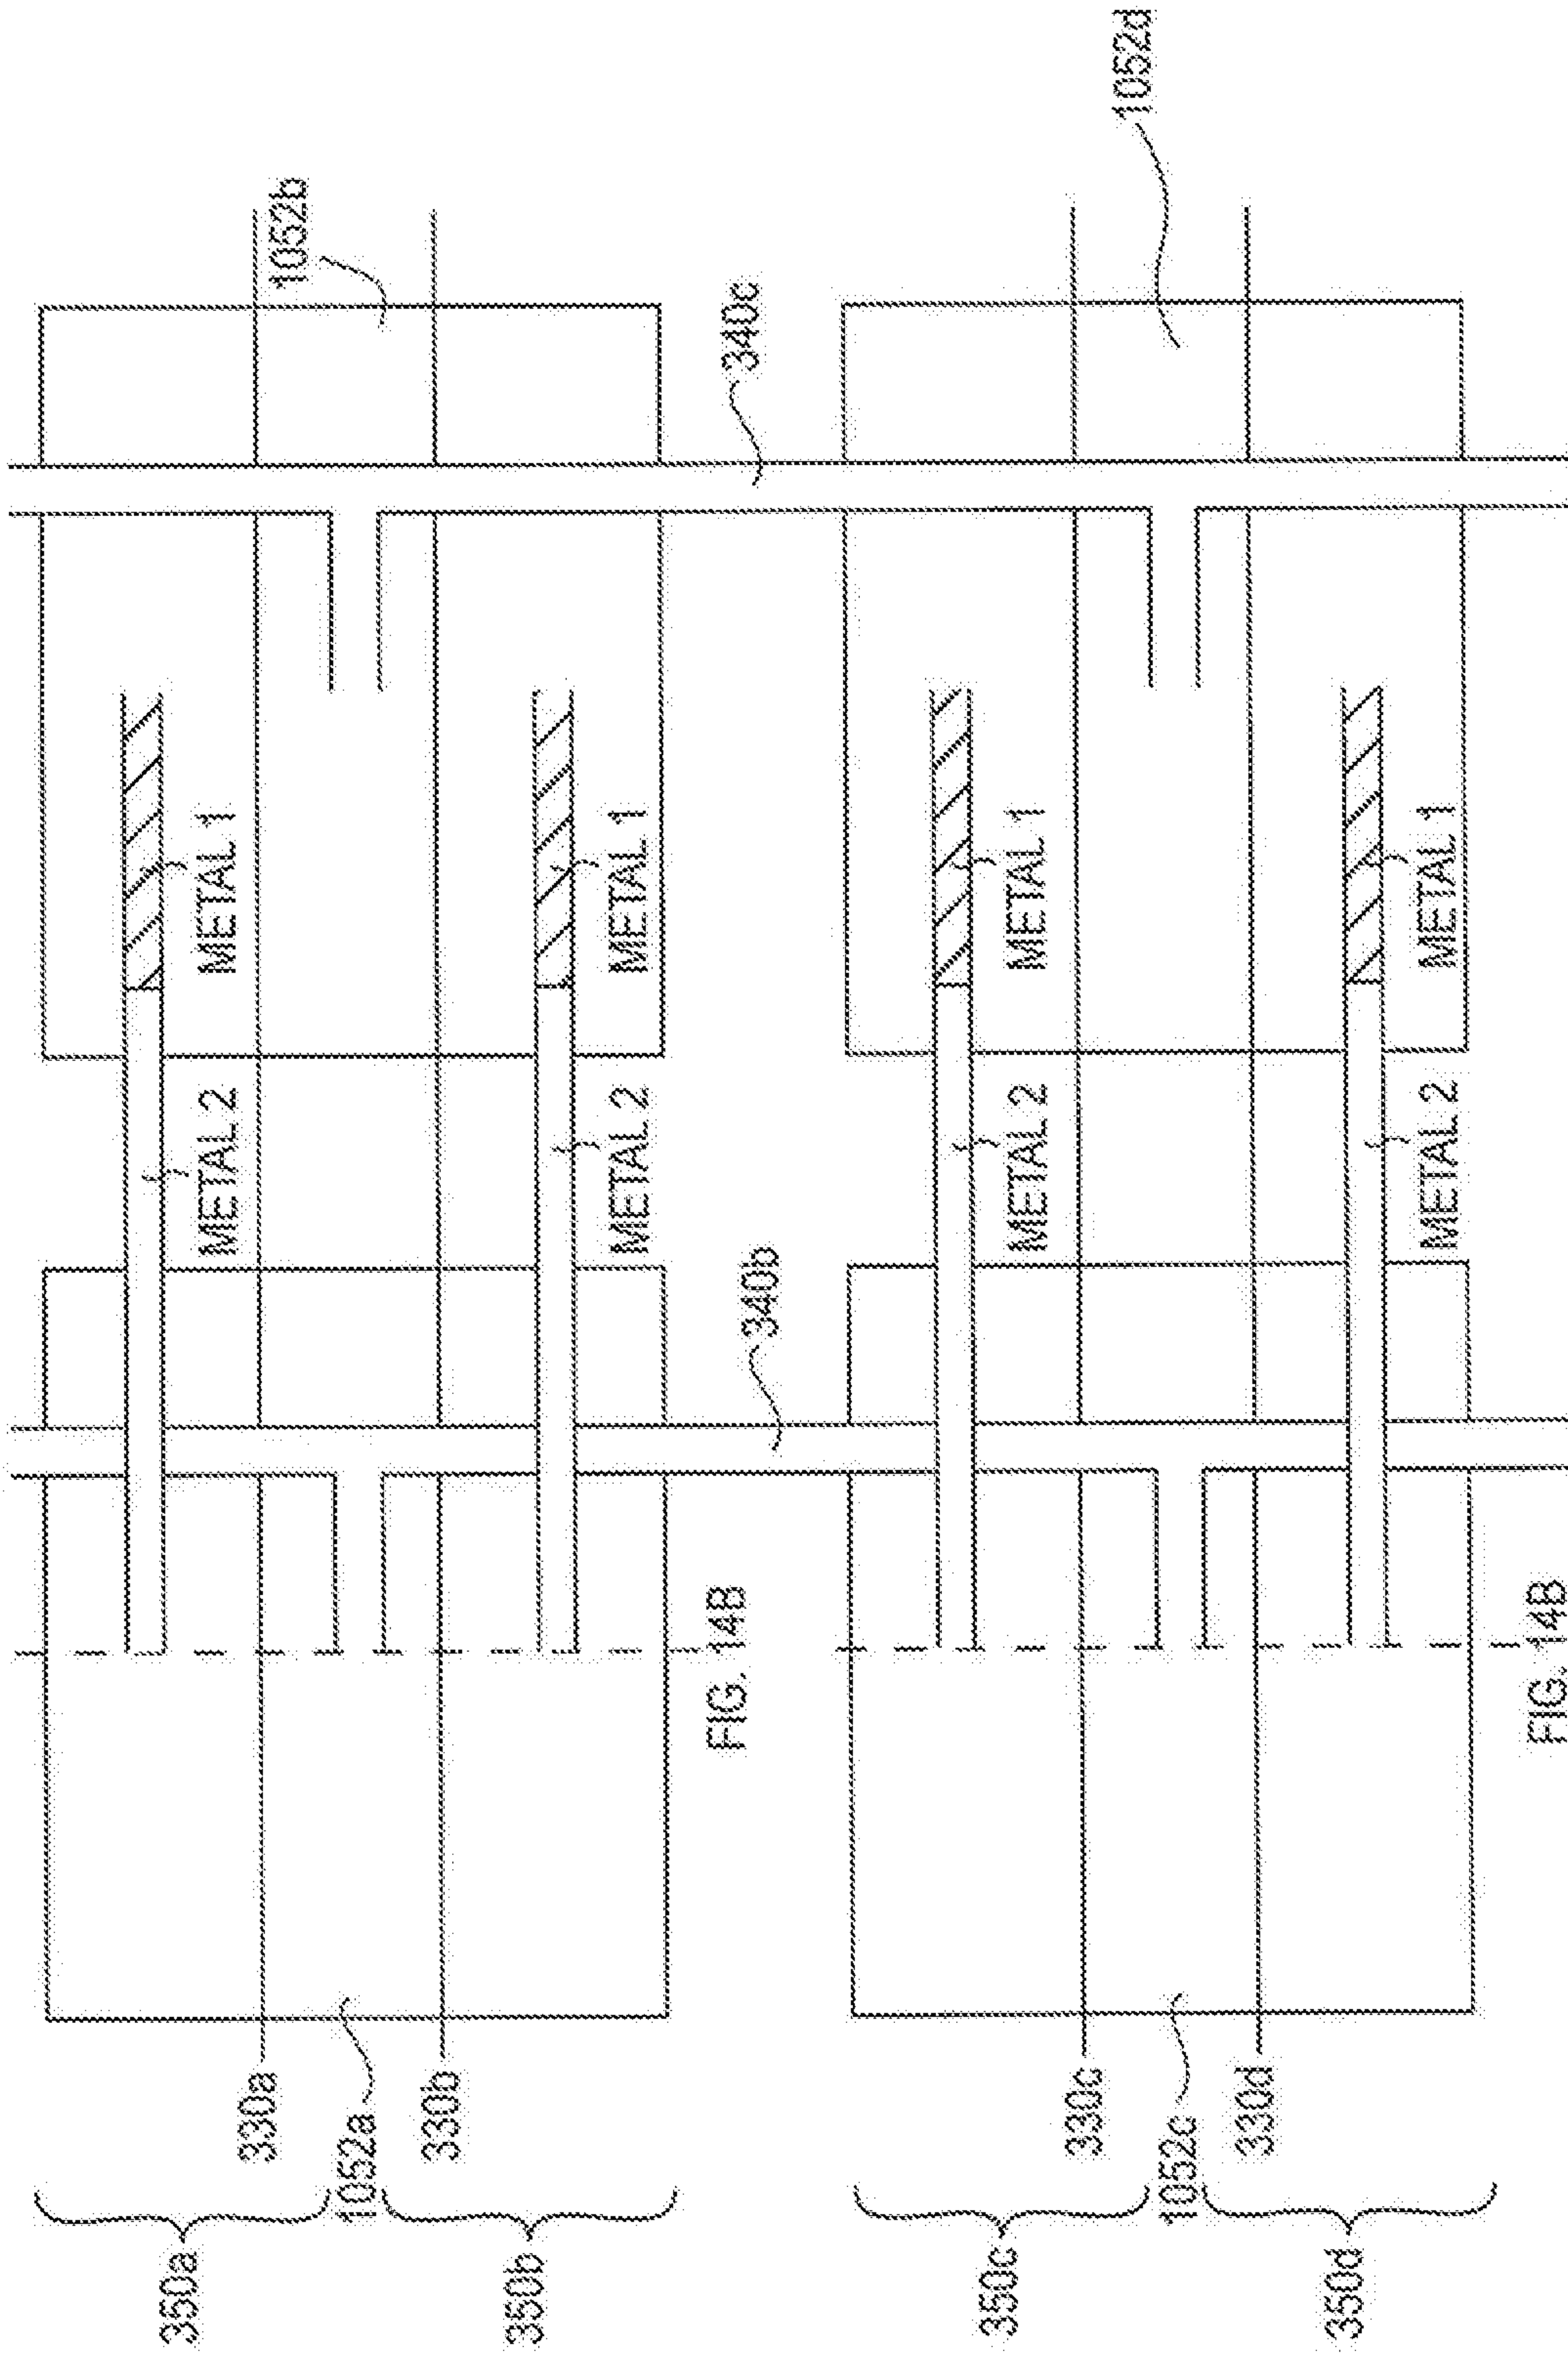 1052d
1052b
340c
METAL 1
METAL 1
METAL 1
METAL 1
METAL 2
METAL 2
METAL 2
METAL 2
340b
FIG. 14B
FIG. 14B
330a
1052a
330b
330c
1052c
330d
350a
350b
350c
350d